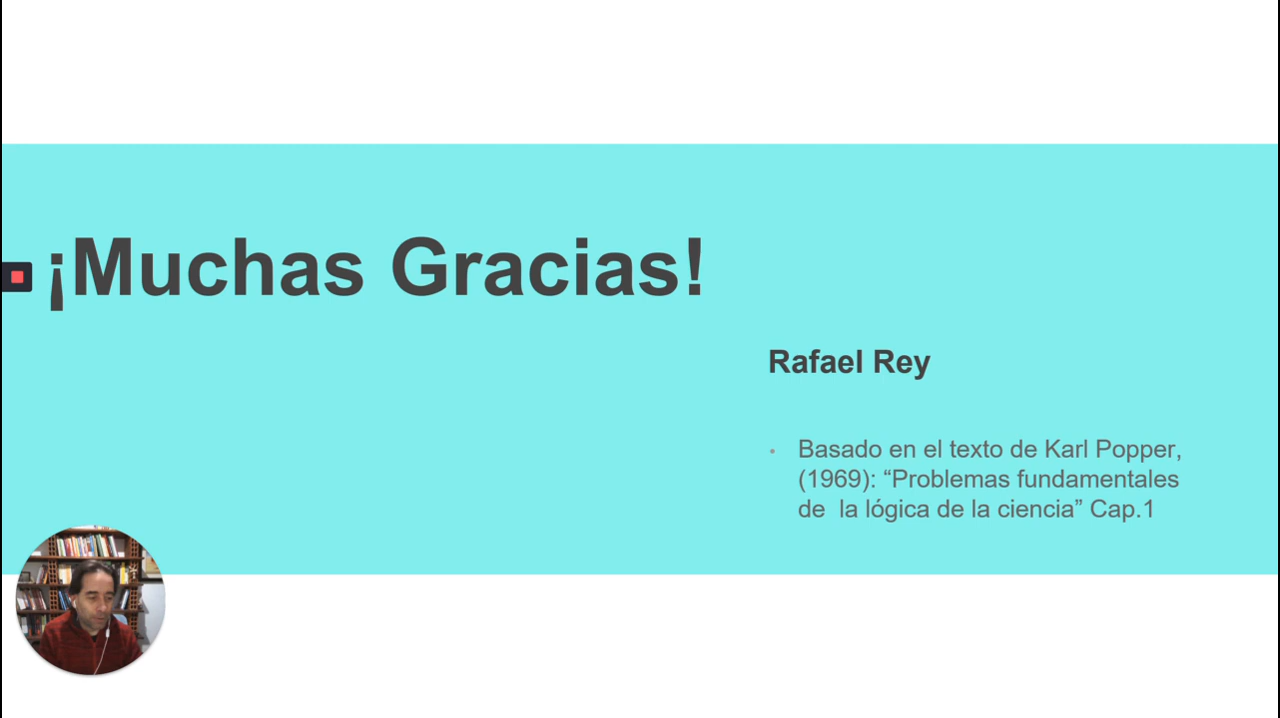 ¡Muchas Gracias!
Rafael Rey
• Basado en el texto de Karl Popper,
(1969): “Problemas fundamentales
de  la lógica de la ciencia” Cap.1